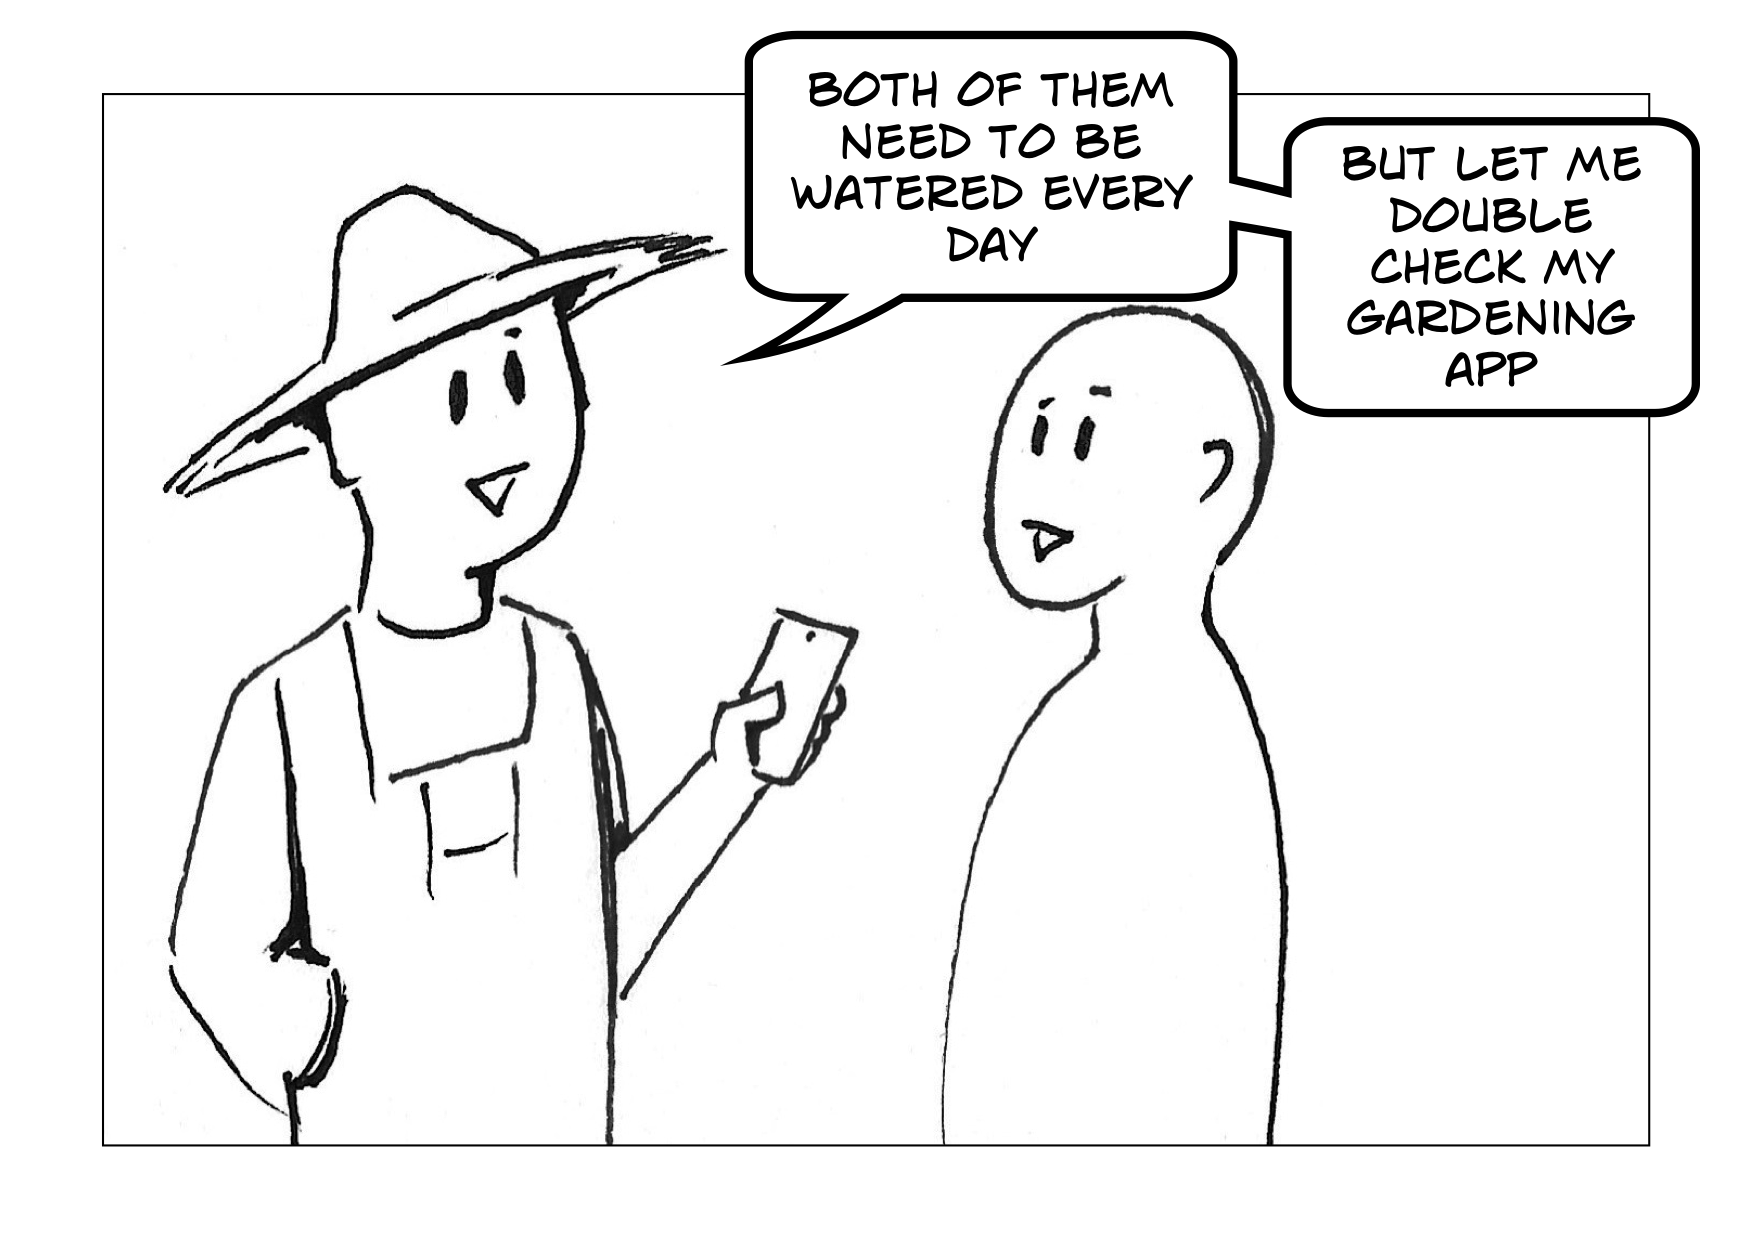 BOTH OF THEM
NEED TO BE
WATERED EVERY
DAY
BUT LET ME
DOUBLE
CHECK MY
GARDENING
APP